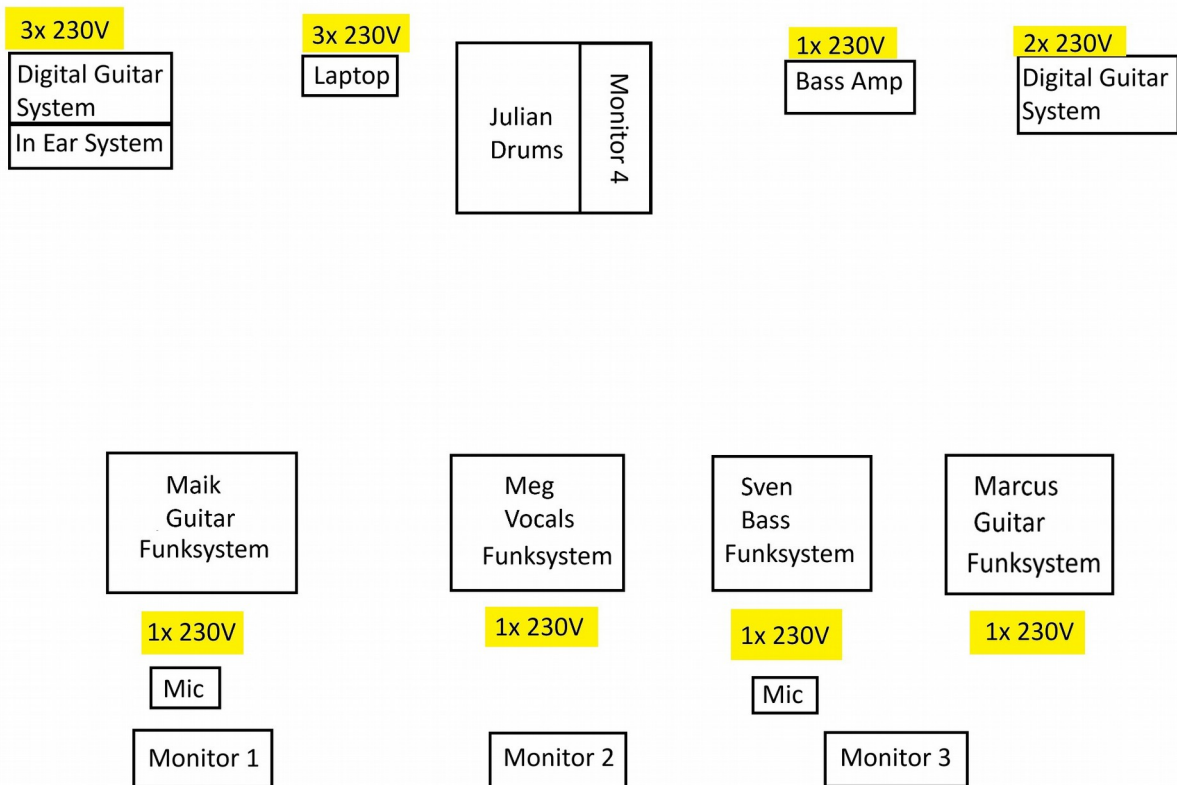 3x 230V
Digital Guitar
System
In Ear System
3x 230V
Laptop
Julian
Drums
Monitor 4
1x 230V
Bass Amp
2x 230V
Digital Guitar
System
Maik
Guitar
Funksystem
1x 230V
Mic
Monitor 1
Meg
Vocals
Funksystem
1x 230V
Monitor 2
Sven
Bass
Funksystem
1x 230V
Mic
Marcus
Guitar
Funksystem
1x 230V
Monitor 3